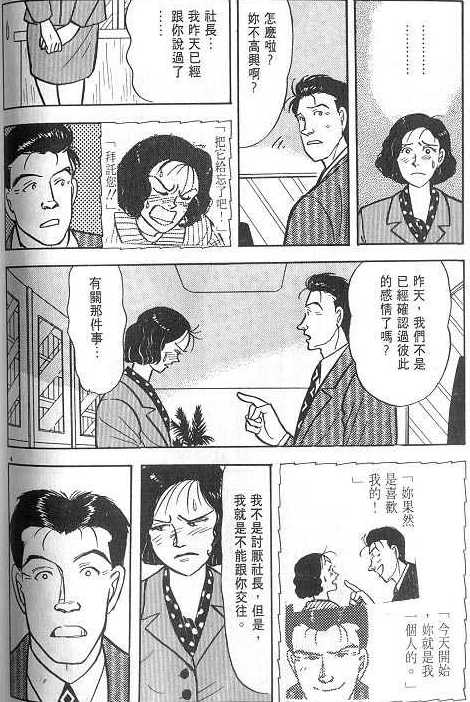 …………
…………
怎麼啦？
妳不高興啊？
社長…
我昨天已經
跟你說過了
「把它給忘了吧！
拜託您!!」
昨天，我們不是
已經確認過彼此
的感情了嗎？
有關那件事…
「妳果然
是喜歡
我的！」
「今天開始
，妳就是我
一個人的。」
我不是討厭社長，但是，
我就是不能跟你交往。